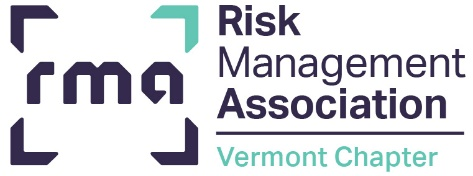 rma
Risk
Management
Association
Vermont Chapter